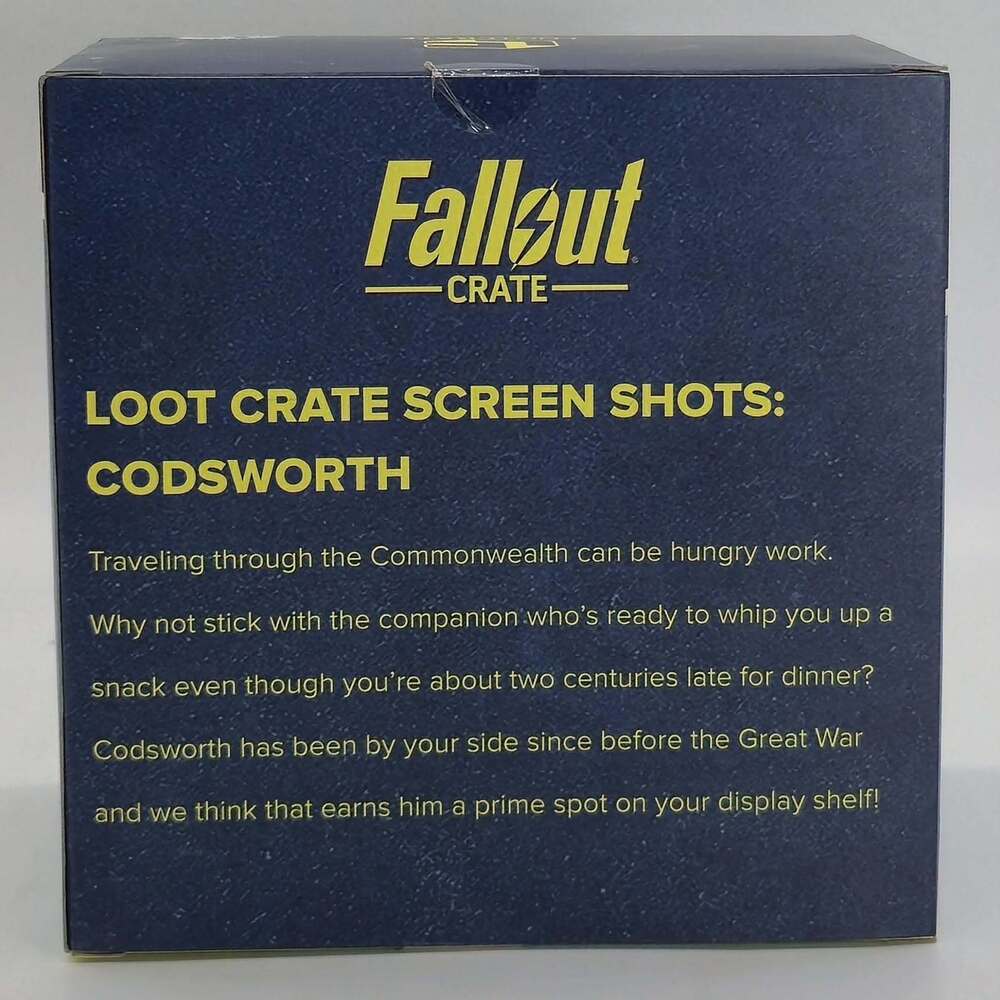 Fallout
CRATE
LOOT CRATE SCREEN SHOTS:
CODSWORTH
Traveling through the Commonwealth can be hungry work.
Why not stick with the companion who's ready to whip you up a
snack even though you're about two centuries late for dinner?
Codsworth has been by your side since before the Great War
and we think that earns him a prime spot on your display shelf!